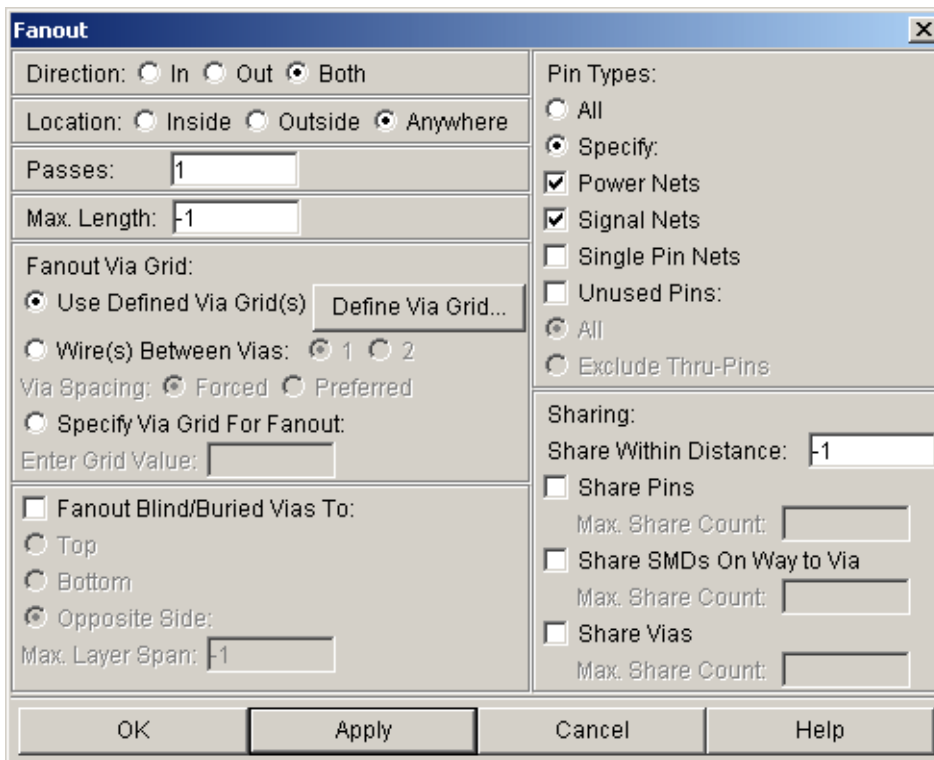 Fanout
Direction: In Out Both
Location: Inside Outside Anywhere
Passes: 1
Max. Length: -1
Fanout Via Grid:
Use Defined Via Grid(s) Define Via Grid...
Wire(s) Between Vias: 1 2
Via Spacing: Forced Preferred
Specify Via Grid For Fanout:
Enter Grid Value:
Fanout Blind/Buried Vias To:
Top
Bottom
Opposite Side:
Max. Layer Span: -1
Pin Types:
All
Specify:
Power Nets
Signal Nets
Single Pin Nets
Unused Pins:
All
Exclude Thru-Pins
Sharing:
Share Within Distance: -1
Share Pins
Max. Share Count:
Share SMDs On Way to Via
Max. Share Count:
Share Vias
Max. Share Count:
OK Apply Cancel Help